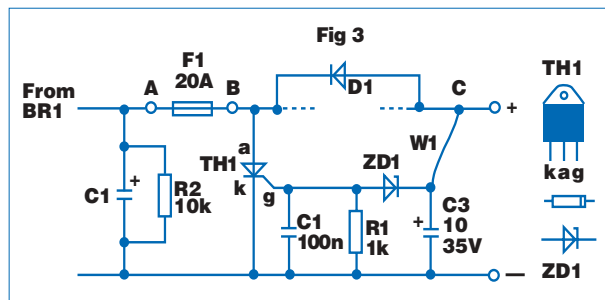 Fig 3
From
BR1
F1
20A
A
B
D1
C
+
TH1
W1
a
TH1
k
g
ZD1
k a g
C1
+
R2
10k
C1
100n
R1
1k
+
C3
10
35V
ZD1
—